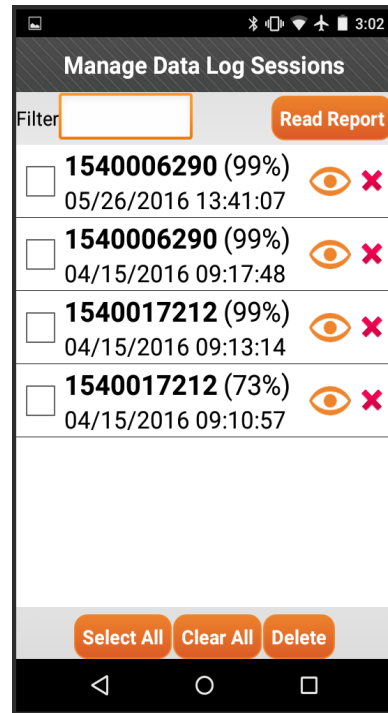 3:02
Manage Data Log Sessions
Filter
Read Report
1540006290 (99%)
05/26/2016 13:41:07
1540006290 (99%)
04/15/2016 09:17:48
1540017212 (99%)
04/15/2016 09:13:14
1540017212 (73%)
04/15/2016 09:10:57
Select All Clear All Delete